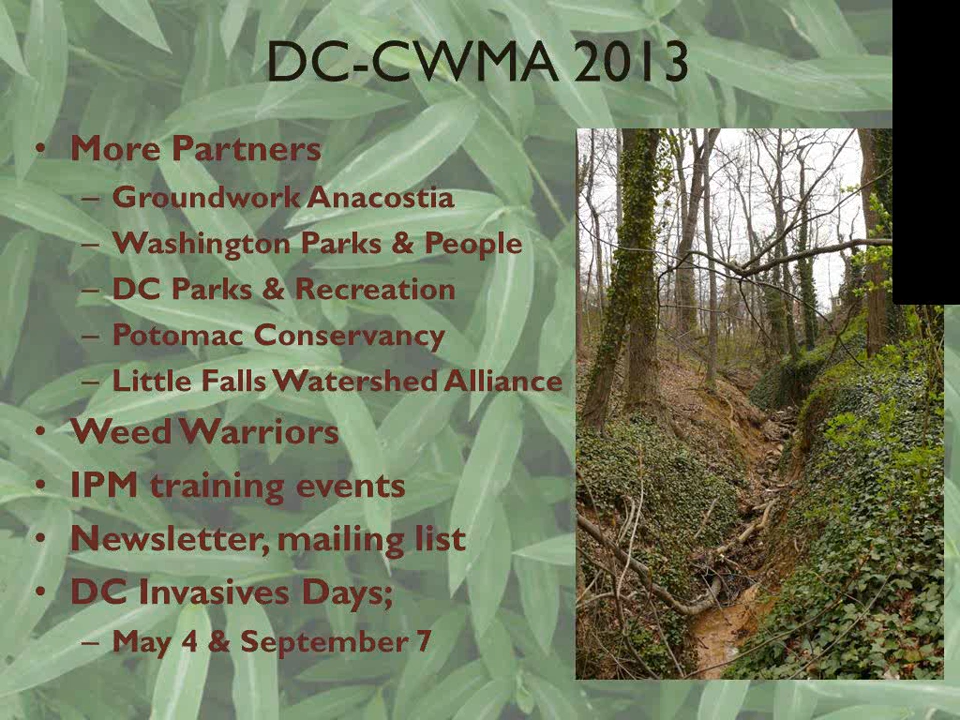 DC-CWMA 2013
• More Partners
– Groundwork Anacostia
– Washington Parks & People
– DC Parks & Recreation
– Potomac Conservancy
– Little Falls Watershed Alliance
• Weed Warriors
• IPM training events
• Newsletter, mailing list
• DC Invasives Days;
– May 4 & September 7